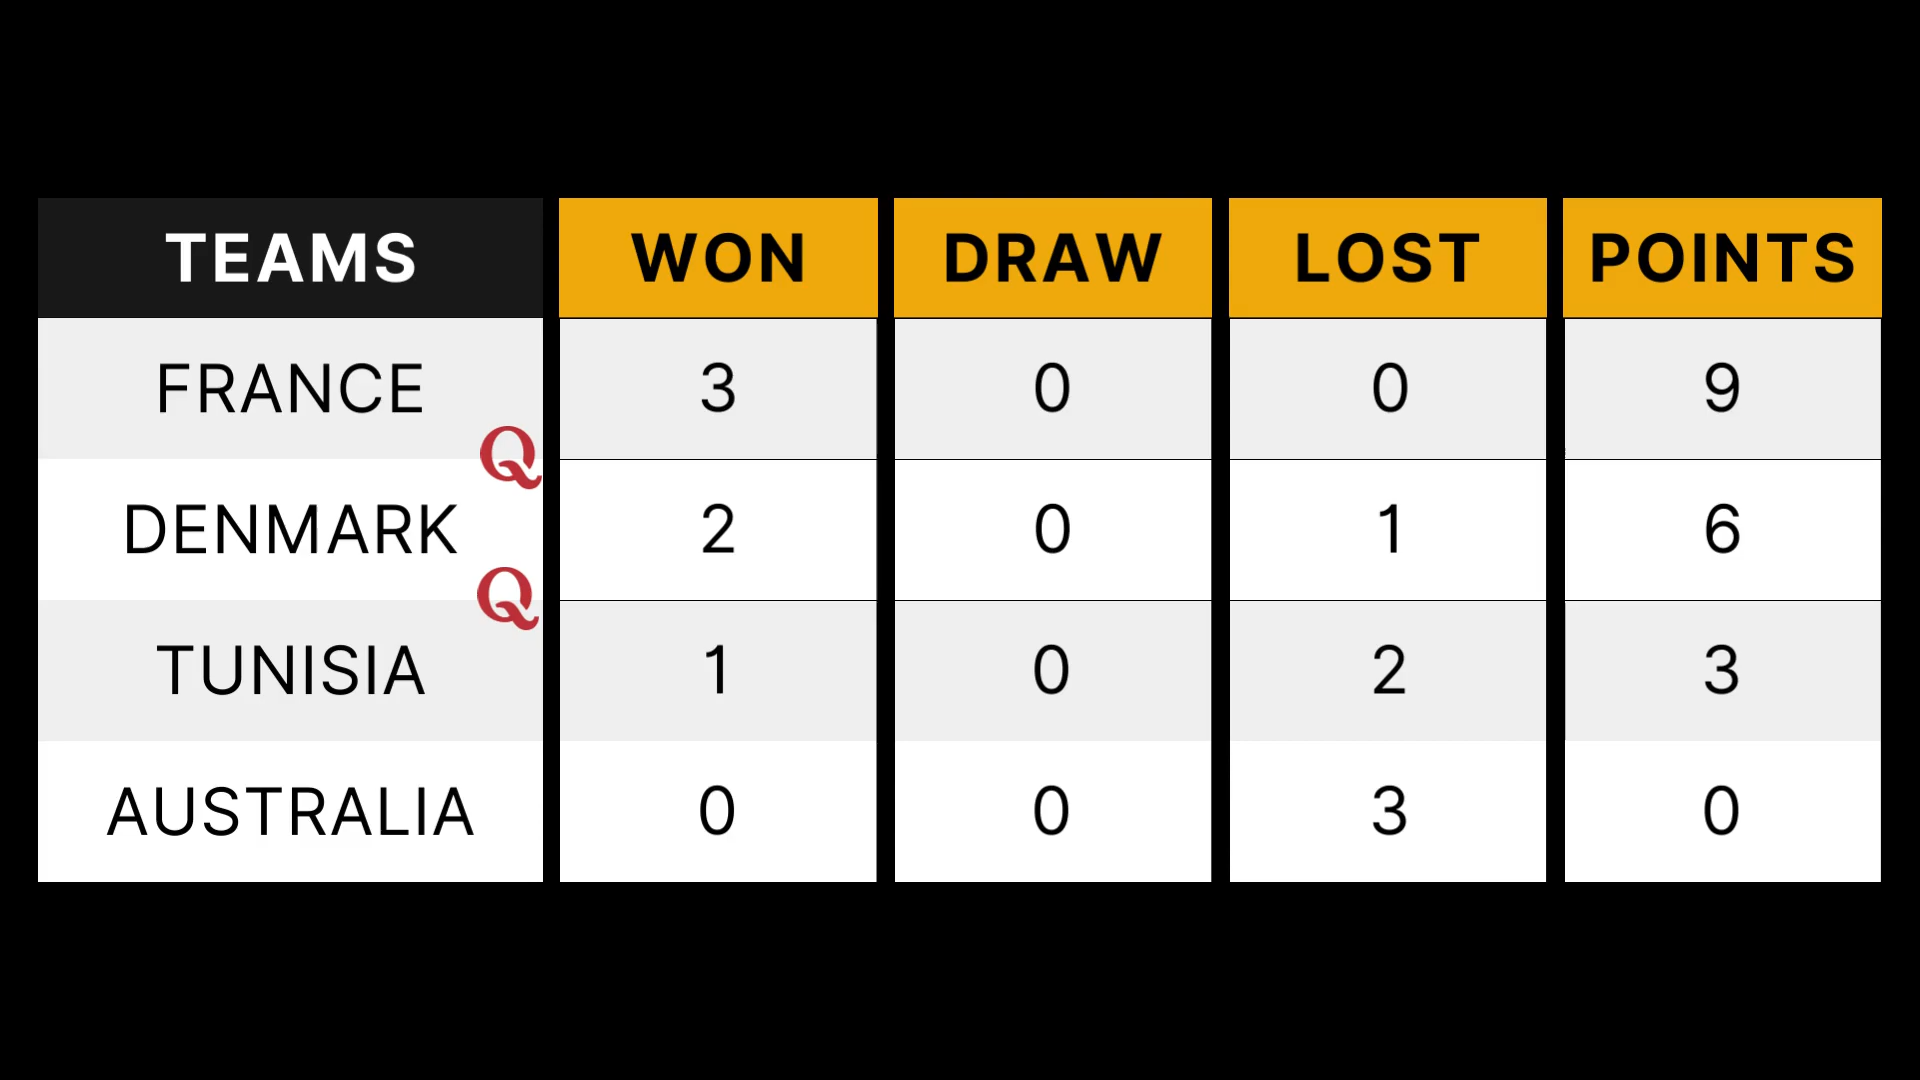 TEAMS WON DRAW LOST POINTS
FRANCE 3 0 0 9
Q
DENMARK 2 0 1 6
Q
TUNISIA 1 0 2 3
AUSTRALIA 0 0 3 0